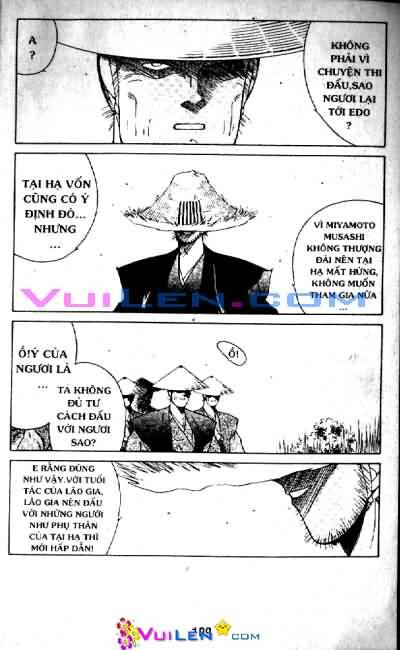 A
?
KHÔNG
PHẢI VÌ
CHUYỆN THI
ĐẤU,SAO
NGƯƠI LẠI
TỚI EDO
?
TẠI HẠ VỐN
CŨNG CÓ Ý
ĐỊNH ĐÓ...
NHƯNG
...
VÌ MIYAMOTO
MUSASHI
KHÔNG THƯỢNG
ĐÀI NÊN TẠI
HẠ MẤT HỨNG,
KHÔNG MUỐN
THAM GIA NỮA
...
VUILEN.COM
Ồ!Ý CỦA
NGƯƠI LÀ
...
TA KHÔNG
ĐỦ TƯ
CÁCH ĐẤU
VỚI NGƯƠI
SAO?
Ồ!
E RẰNG ĐÚNG
NHƯ VẬY.VỚI TUỔI
TÁC CỦA LÃO GIA,
LÃO GIA NÊN ĐẤU
VỚI NHỮNG NGƯỜI
NHƯ PHỤ THÂN
CỦA TẠI HẠ THÌ
MỚI HẤP DẪN!
VUILEN
.com